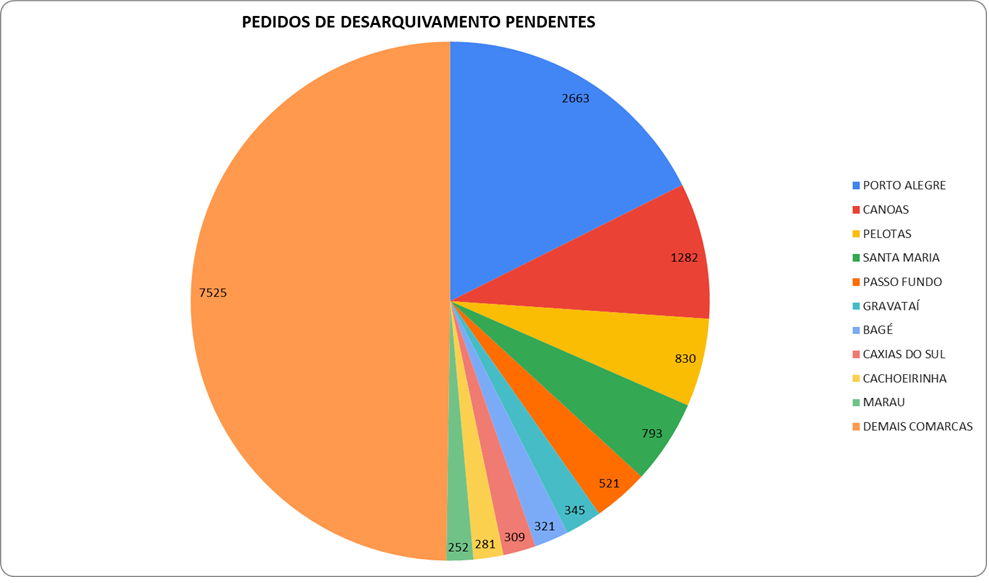 PEDIDOS DE DESARQUIVAMENTO PENDENTES
2663
1282
830
793
521
345
321
309
281
252
7525
PORTO ALEGRE
CANOAS
PELOTAS
SANTA MARIA
PASSO FUNDO
GRAVATAÍ
BAGÉ
CAXIAS DO SUL
CACHOEIRINHA
MARAU
DEMAIS COMARCAS